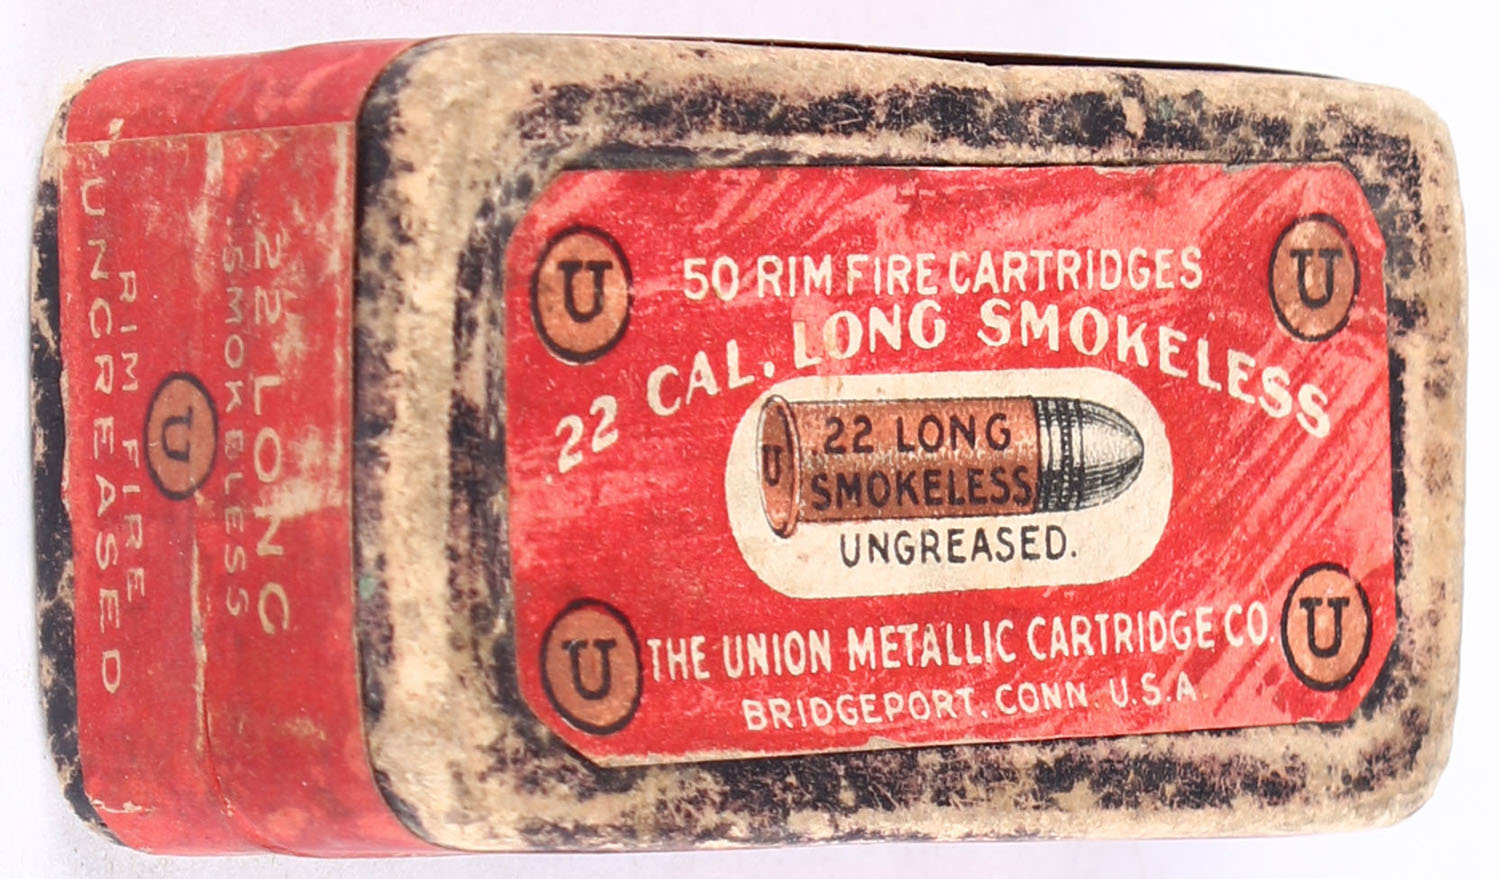 U
U
50 RIM FIRE CARTRIDGES
22 CAL. LONG SMOKELESS
U
.22 LONG
SMOKELESS
UNGREASED.
U
U
THE UNION METALLIC CARTRIDGE CO.
BRIDGEPORT, CONN. U.S.A.
22 LONG
SMOKELESS
U
RIM FIRE
UNGREASED